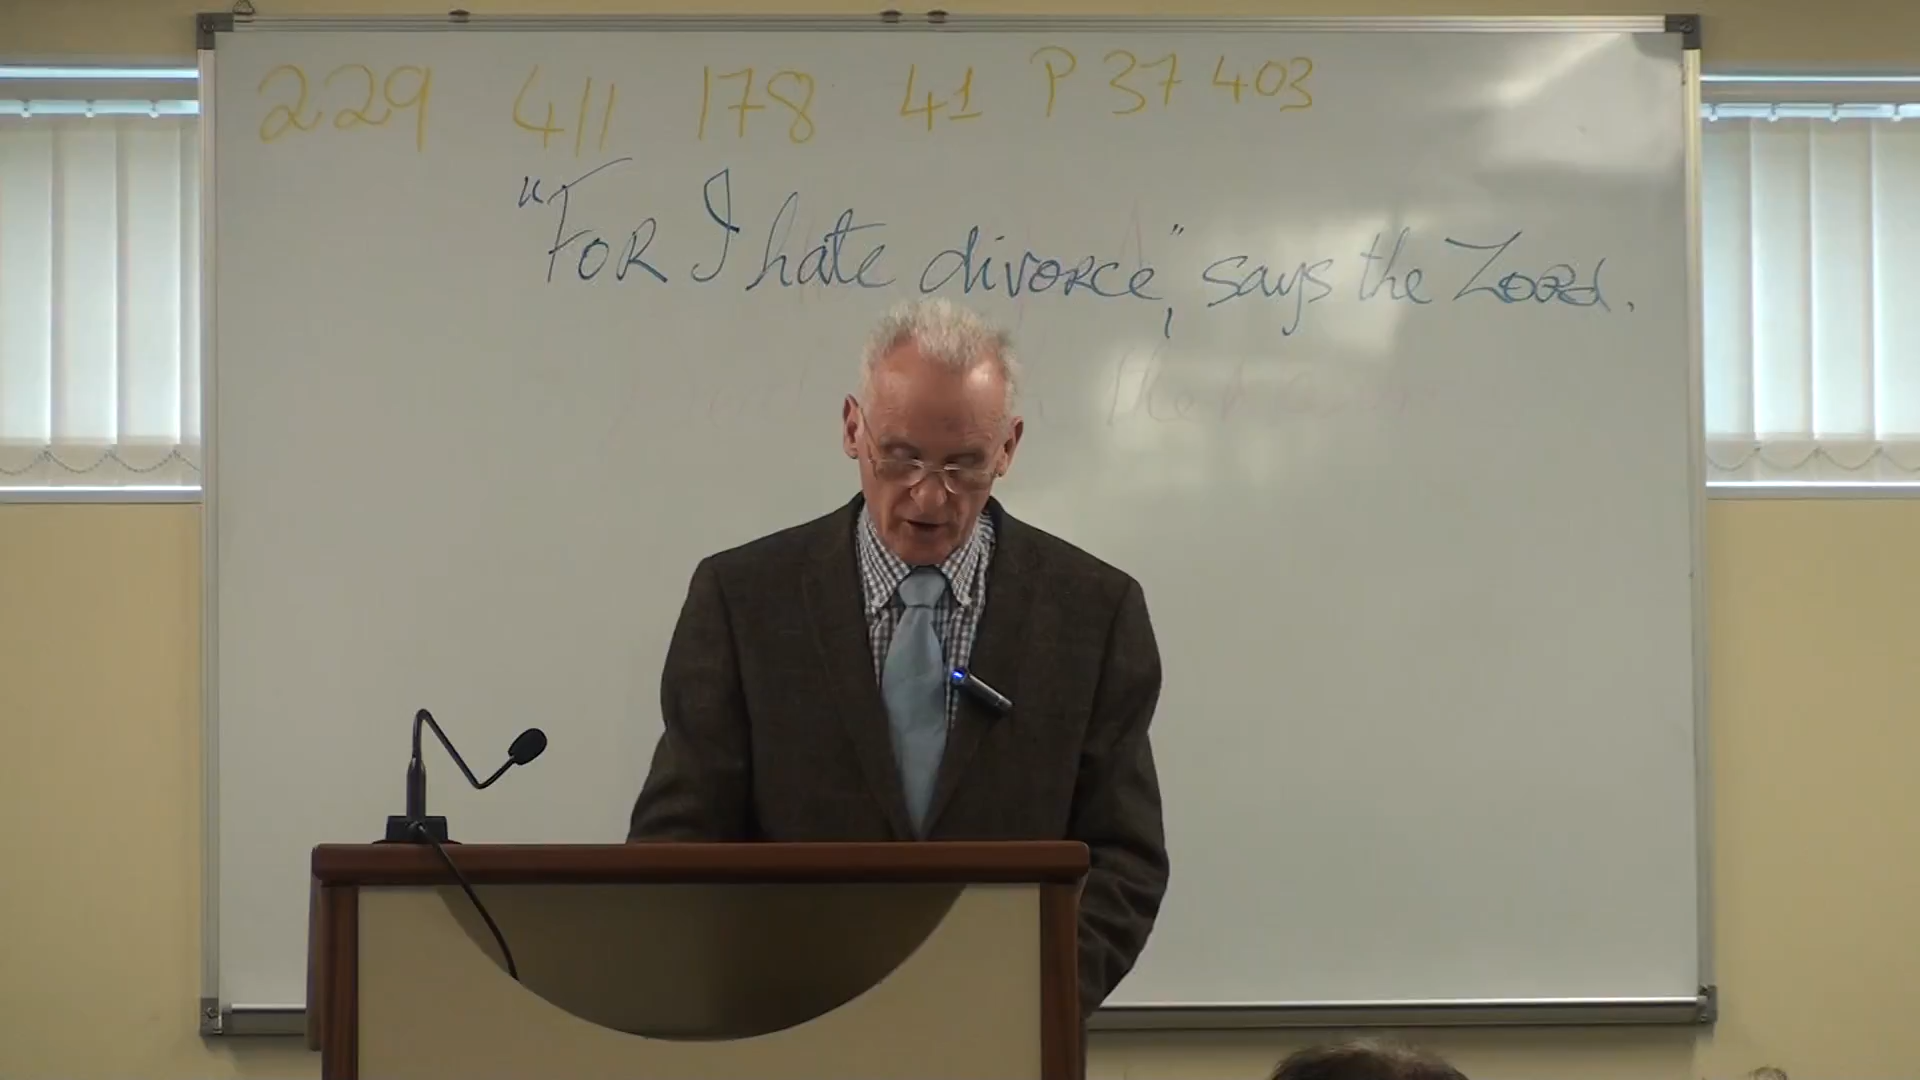 229 411 178 41 P 37 403
"FOR I hate divorce", says the Lord.